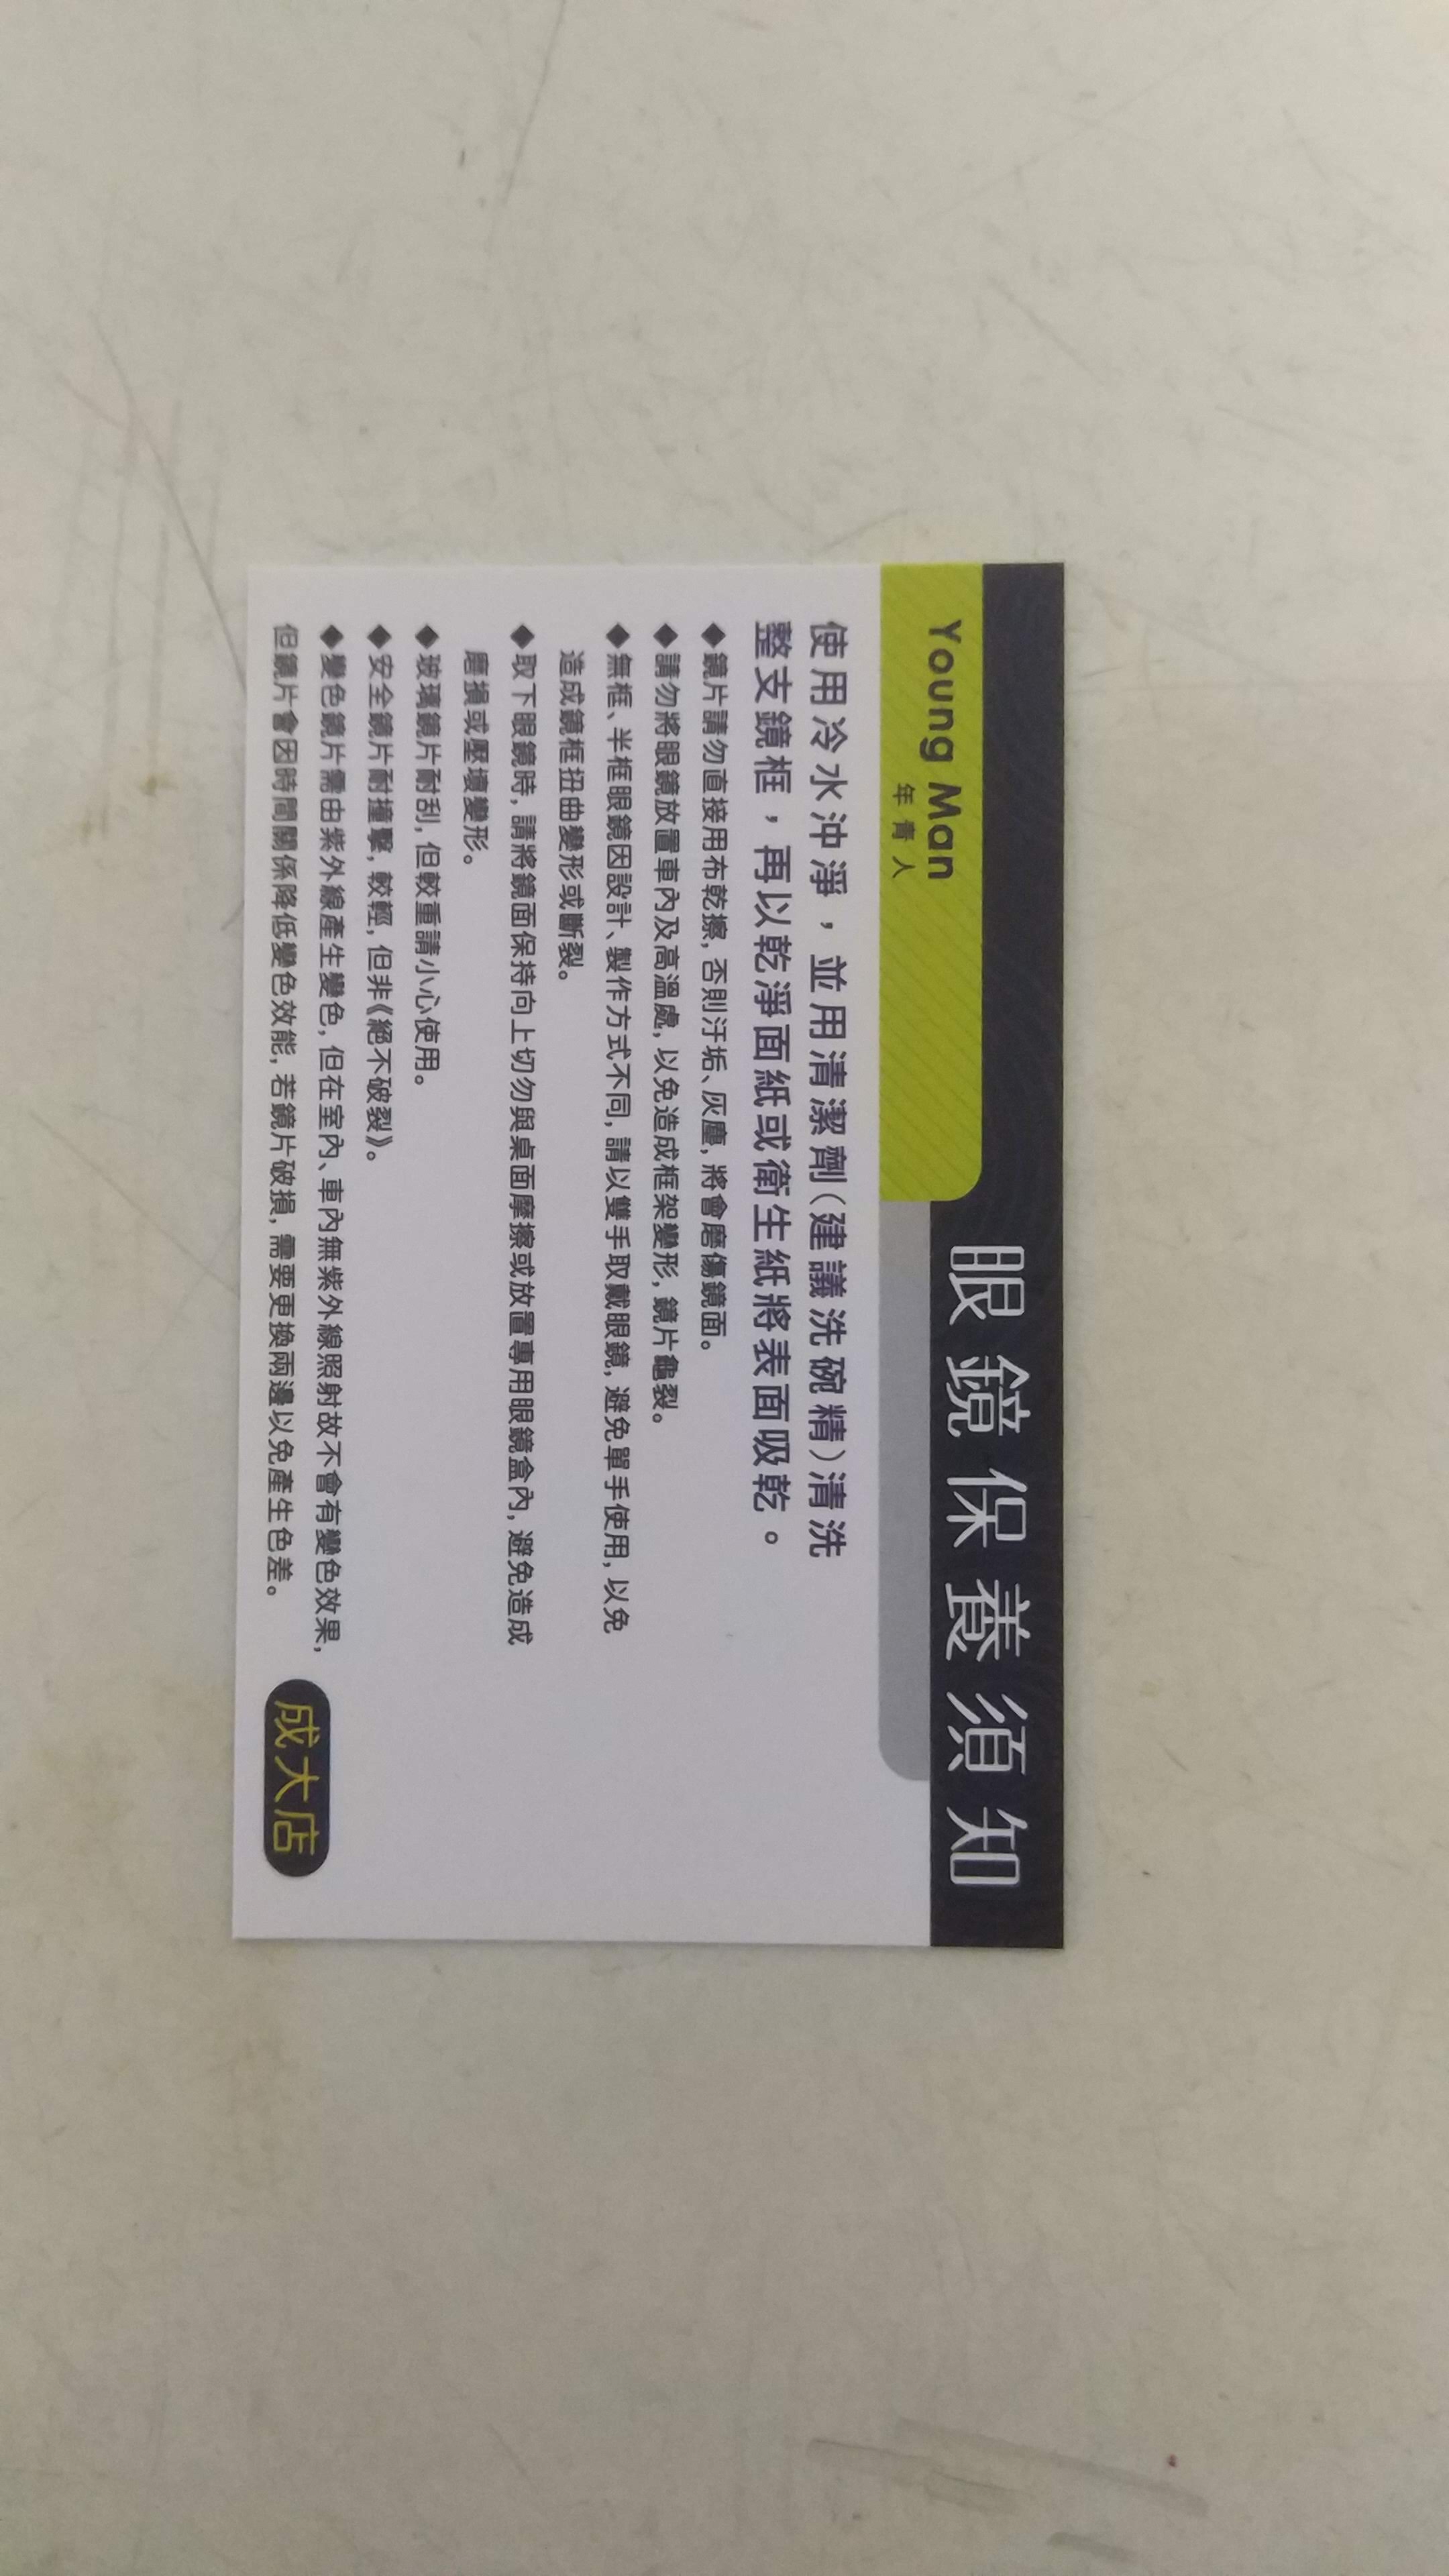 Young Man
年青人
眼鏡保養須知
使用冷水沖淨，並用清潔劑（建議洗碗精）清洗
整支鏡框，再以乾淨面紙或衛生紙將表面吸乾。
◆鏡片請勿直接用布乾擦，否則汙垢、灰塵，將會磨傷鏡面。
◆請勿將眼鏡放置車內及高溫處，以免造成框架變形，鏡片龜裂。
◆無框、半框眼鏡因設計、製作方式不同，請以雙手取戴眼鏡，避免單手使用，以免
造成鏡框扭曲變形或斷裂。
◆取下眼鏡時，請將鏡面保持向上切勿與桌面摩擦或放置專用眼鏡盒內，避免造成
磨損或壓壞變形。
◆玻璃鏡片耐刮，但較重請小心使用。
◆安全鏡片耐撞擊，較輕，但非《絕不破裂》。
◆變色鏡片需由紫外線產生變色，但在室內、車內無紫外線照射故不會有變色效果，
但鏡片會因時間關係降低變色效能，若鏡片破損，需要更換兩邊以免產生色差。
成大店